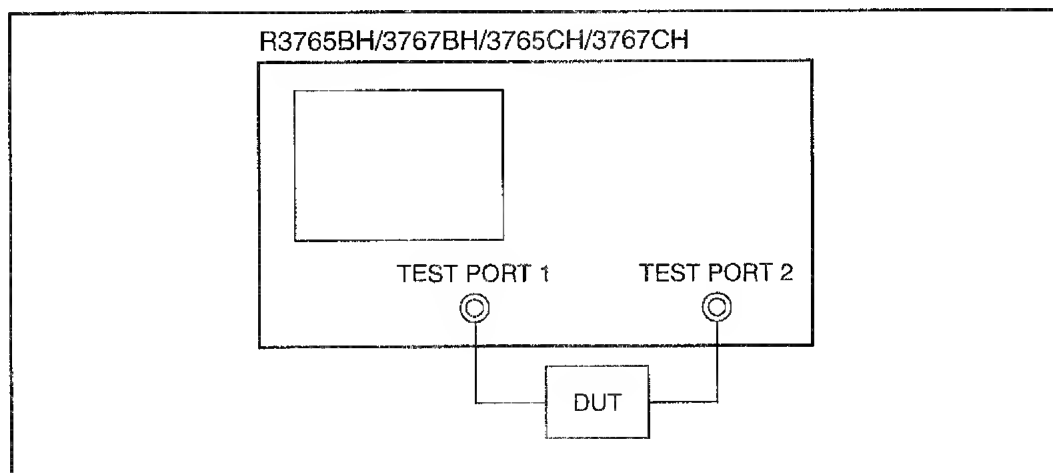 R3765BH/3767BH/3765CH/3767CH
TEST PORT 1 TEST PORT 2
DUT